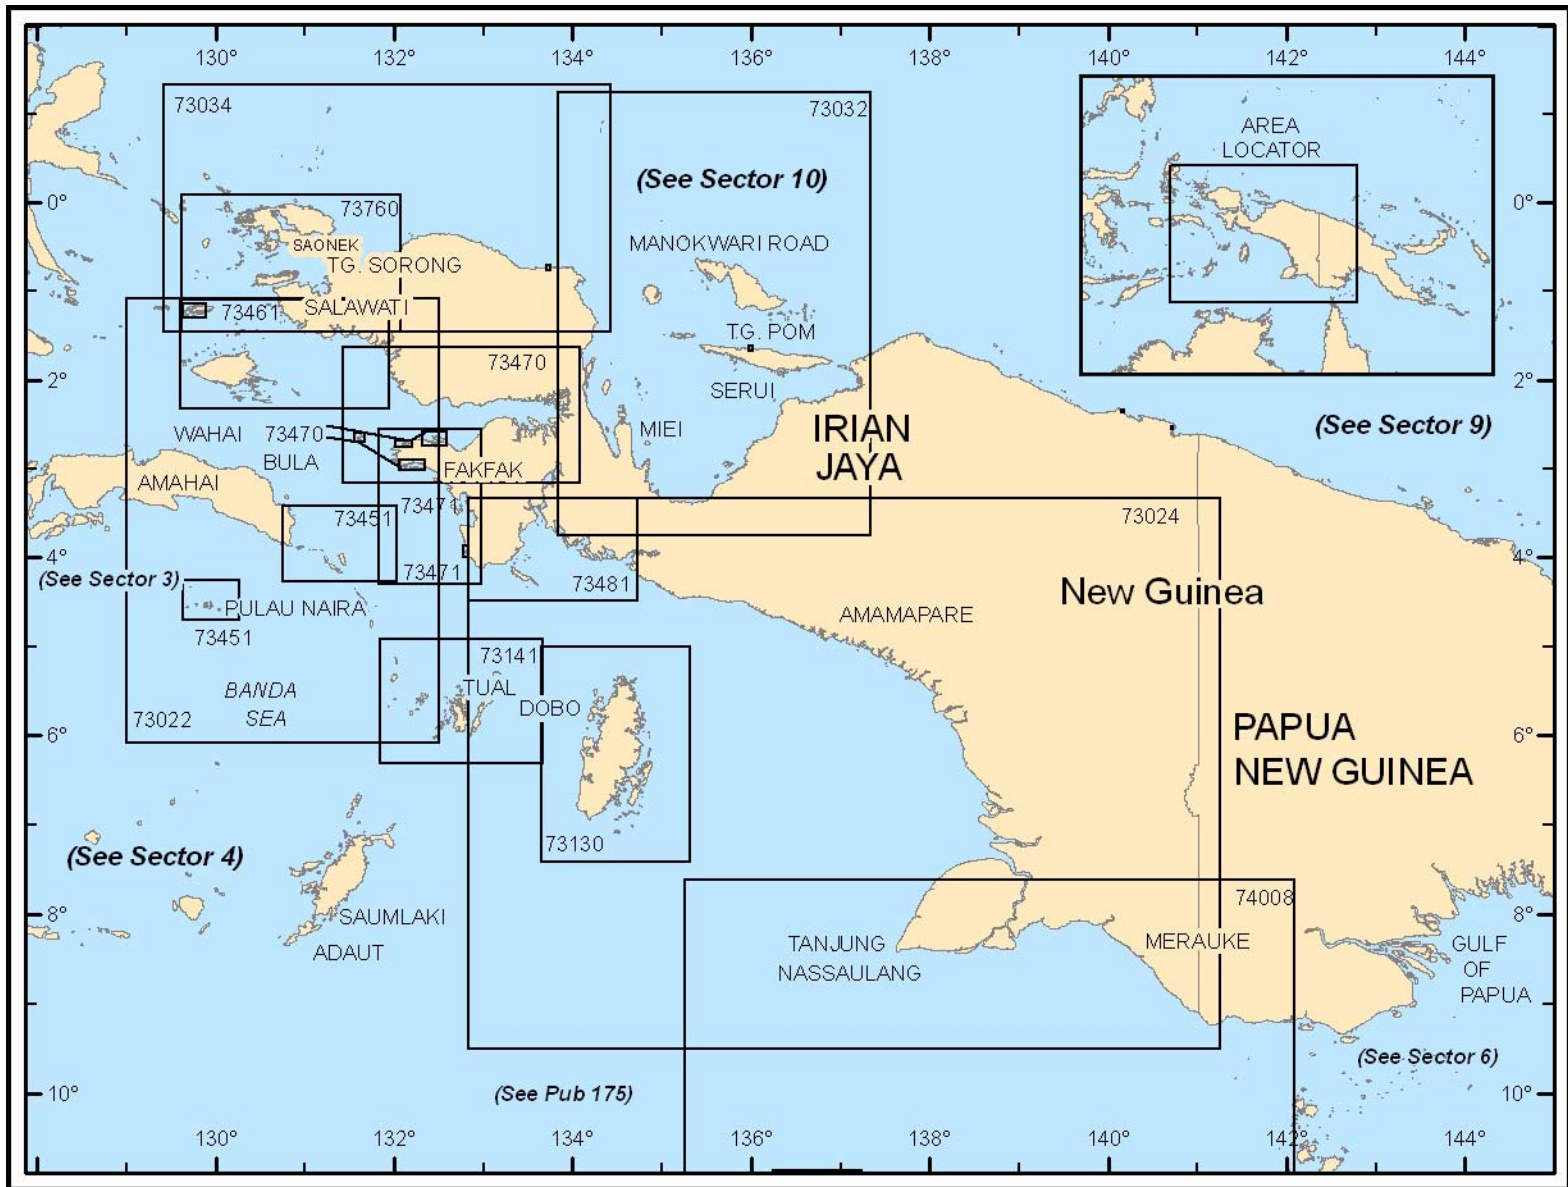 130°
132°
134°
136°
138°
140°
142°
144°
73034
73032
AREA
LOCATOR
(See Sector 10)
0°
0°
73760
SAONEK
MANOKWARI ROAD
TG. SORONG
73461
SALAWATI
T.G. POM
73470
2°
2°
SERUI
WAHAI
73470
MIEI
IRIAN
JAYA
(See Sector 9)
BULA
FAKFAK
AMAHAI
73451
73471
73024
4°
4°
(See Sector 3)
73471
73481
New Guinea
PULAU NAIRA
AMAMAPARE
73451
73141
BANDA
SEA
TUAL
DOBO
73022
PAPUA
NEW GUINEA
6°
6°
73130
(See Sector 4)
74008
8°
8°
SAUMLAKI
ADAUT
TANJUNG
NASSAULANG
MERAUKE
GULF
OF
PAPUA
(See Sector 6)
10°
(See Pub 175)
10°
130°
132°
134°
136°
138°
140°
142°
144°